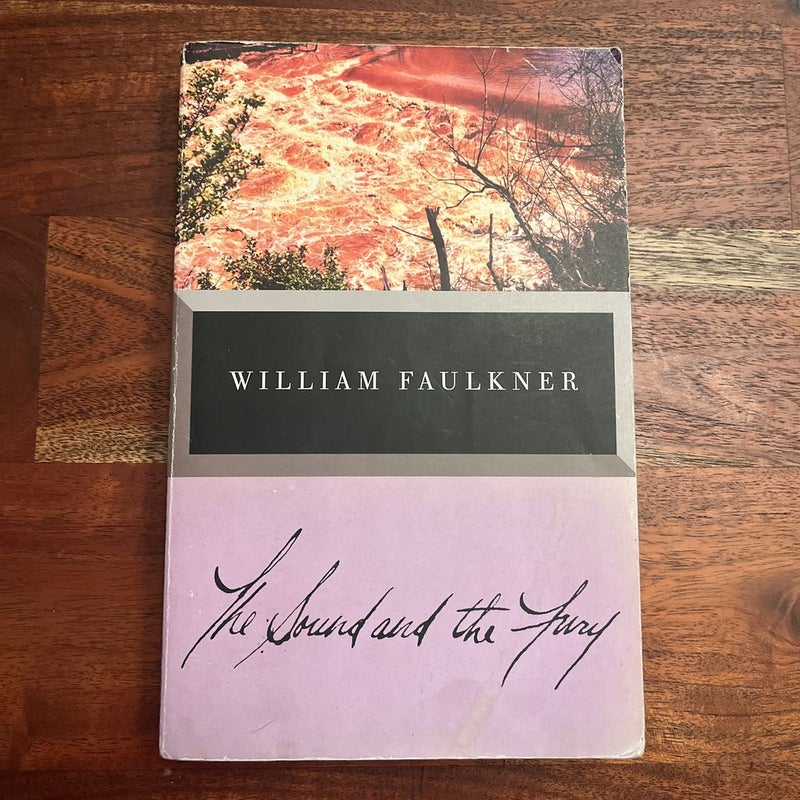 WILLIAM FAULKNER
The Sound and the Fury